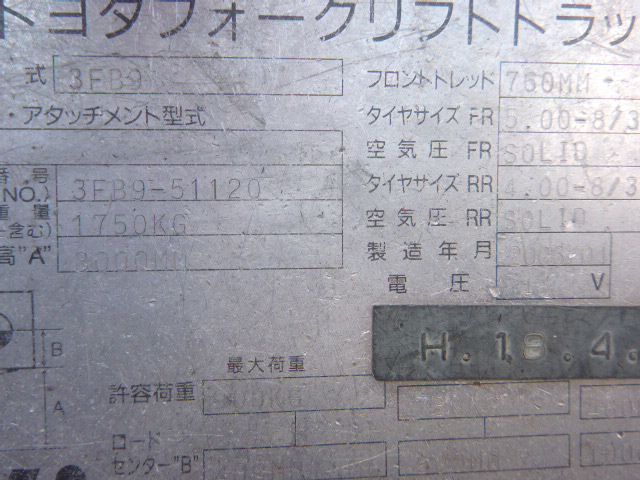 トヨタフォークリフトトラッ
式 3FB9 フロントトレッド 760MM
・アタッチメント型式 タイヤサイズ FR 5.00-8/3
空気圧 FR SOLID
番号
NO.) 3FB9-51120 タイヤサイズ RR 4.00-8/3
重量
含む) 1750KG 空気圧 RR SOLID
高"A" 3000MM 製造年月
電圧 V
H.18.4.
B
最大荷重
A 許容荷重 900KG
ロード
センター"B"